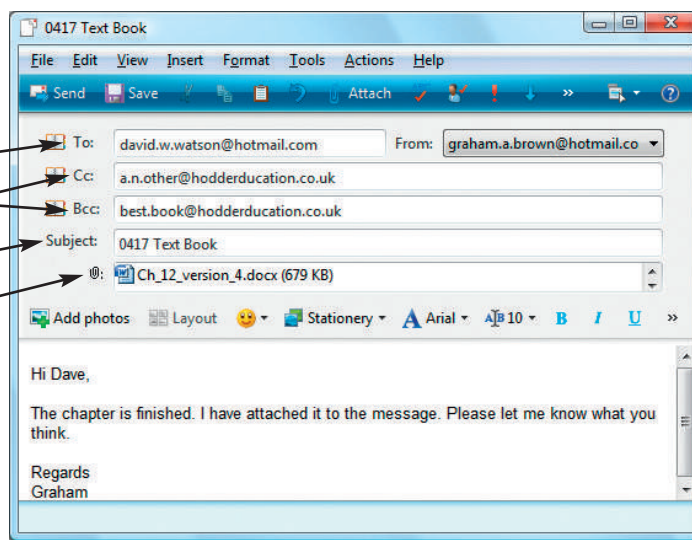 0417 Text Book
File Edit View Insert Format Tools Actions Help
Send Save Attach »
To: david.w.watson@hotmail.com From: graham.a.brown@hotmail.co
Cc: a.n.other@hodderducation.co.uk
Bcc: best.book@hodderducation.co.uk
Subject: 0417 Text Book
: Ch_12_version_4.docx (679 KB)
Add photos Layout Stationery A Arial 10 B I U »
Hi Dave,
The chapter is finished. I have attached it to the message. Please let me know what you
think.
Regards
Graham